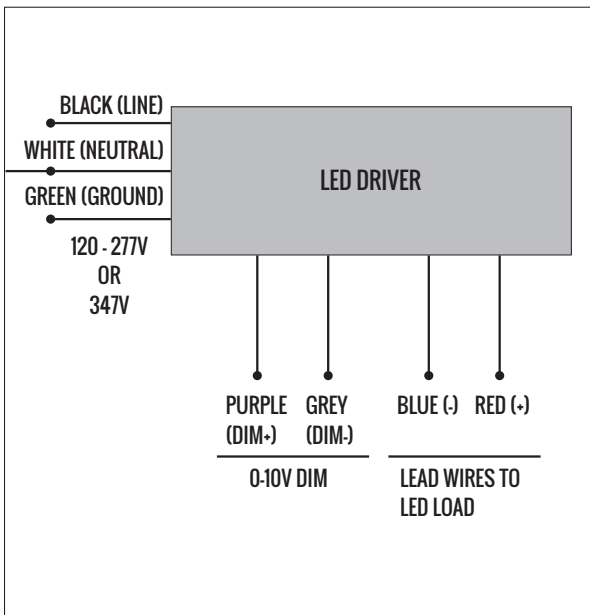 BLACK (LINE)
WHITE (NEUTRAL)
LED DRIVER
GREEN (GROUND)
120 - 277V
OR
347V
PURPLE
(DIM+)
GREY
(DIM-)
BLUE (-)
RED (+)
0-10V DIM
LEAD WIRES TO
LED LOAD